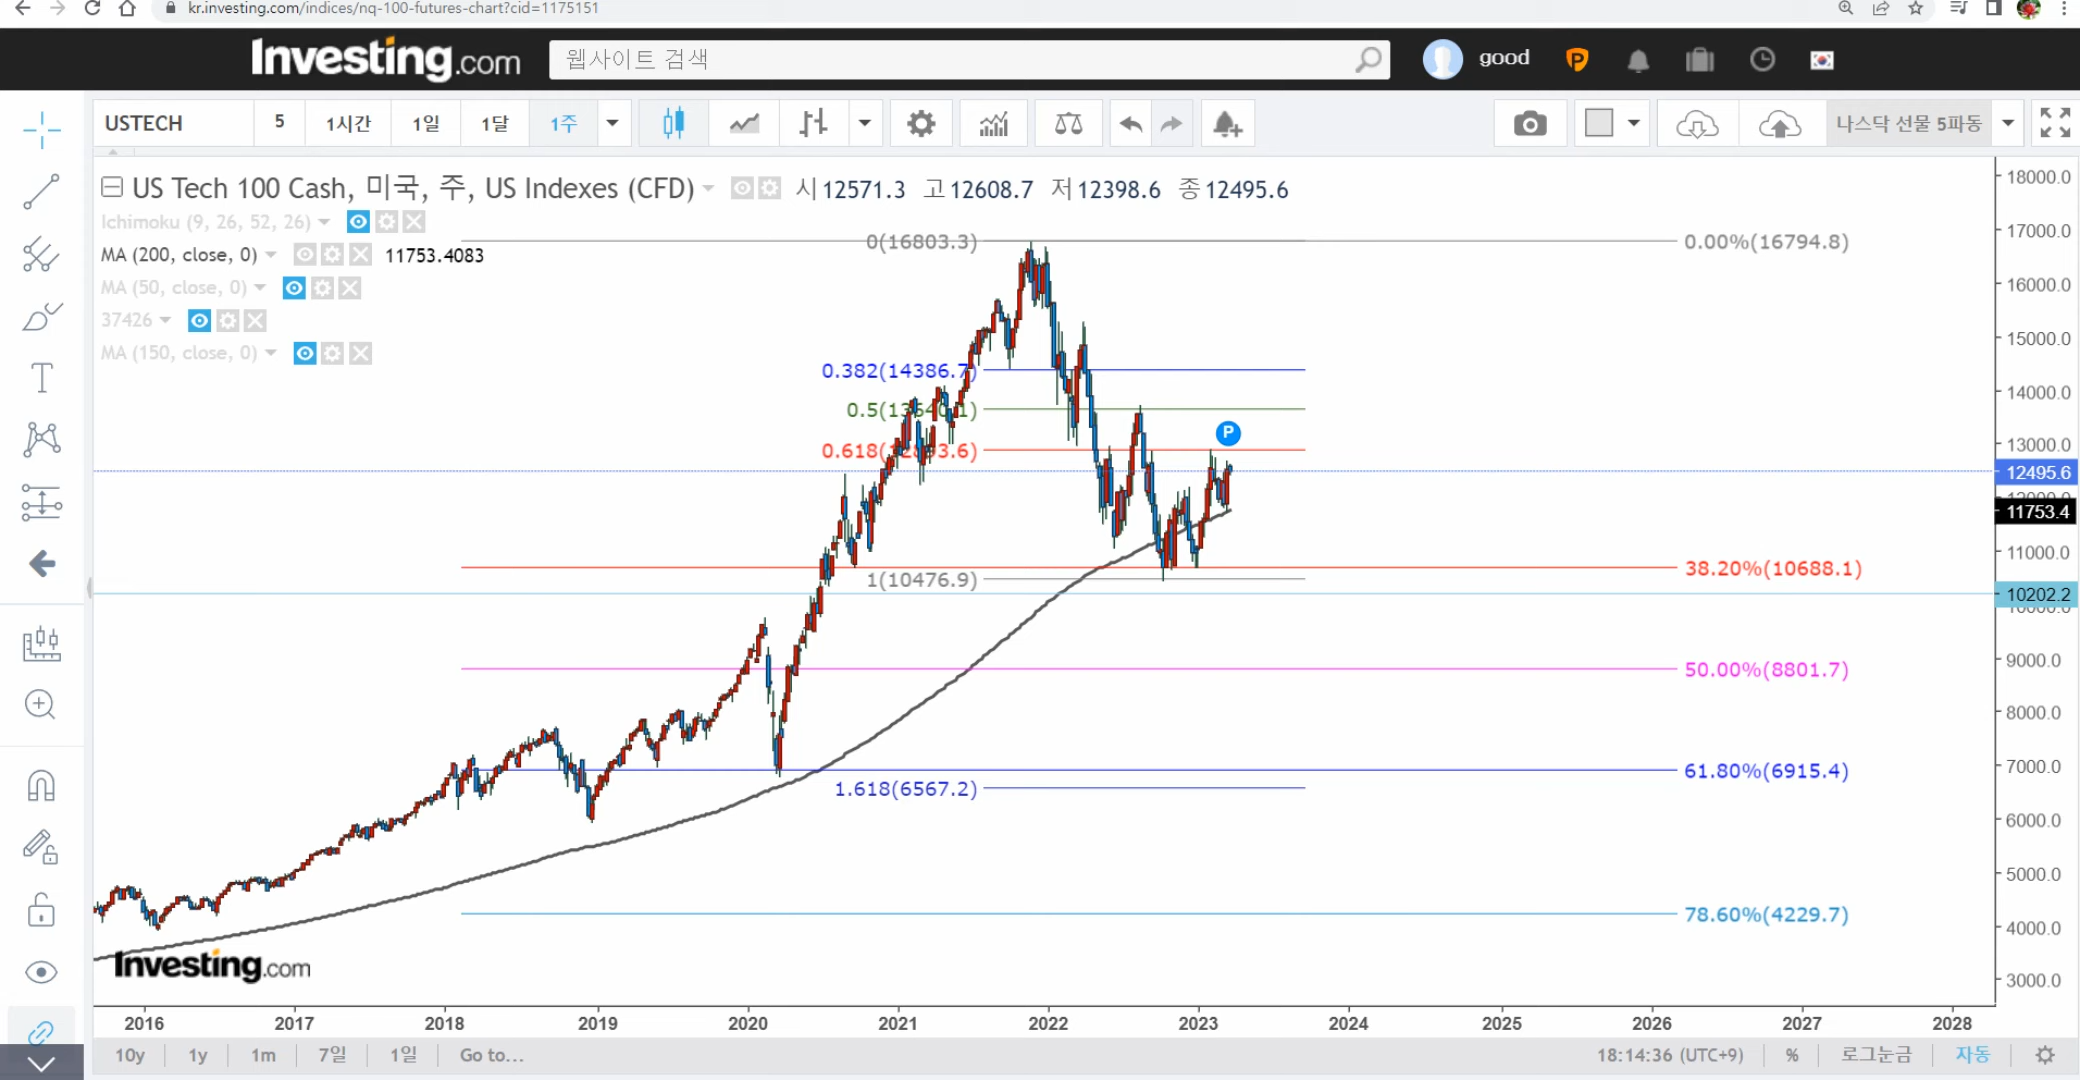 kr.investing.com/indices/nq-100-futures-chart?cid=1175151
Investing.com 웹사이트 검색 good
USTECH 5 1시간 1일 1달 1주 나스닥 선물 5파동
US Tech 100 Cash, 미국, 주, US Indexes (CFD) 시 12571.3 고 12608.7 저 12398.6 종 12495.6
Ichimoku (9, 26, 52, 26)
MA (200, close, 0) 11753.4083
MA (50, close, 0)
37426
MA (150, close, 0)
0(16803.3)
0.00%(16794.8)
0.382(14386.7)
0.5(13640.1)
P
0.618(12893.6)
38.20%(10688.1)
1(10476.9)
50.00%(8801.7)
61.80%(6915.4)
1.618(6567.2)
78.60%(4229.7)
18000.0
17000.0
16000.0
15000.0
14000.0
13000.0
12495.6
12000.0
11753.4
11000.0
10202.2
10000.0
9000.0
8000.0
7000.0
6000.0
5000.0
4000.0
3000.0
Investing.com
2016 2017 2018 2019 2020 2021 2022 2023 2024 2025 2026 2027 2028
10y 1y 1m 7일 1일 Go to... 18:14:36 (UTC+9) % 로그눈금 자동